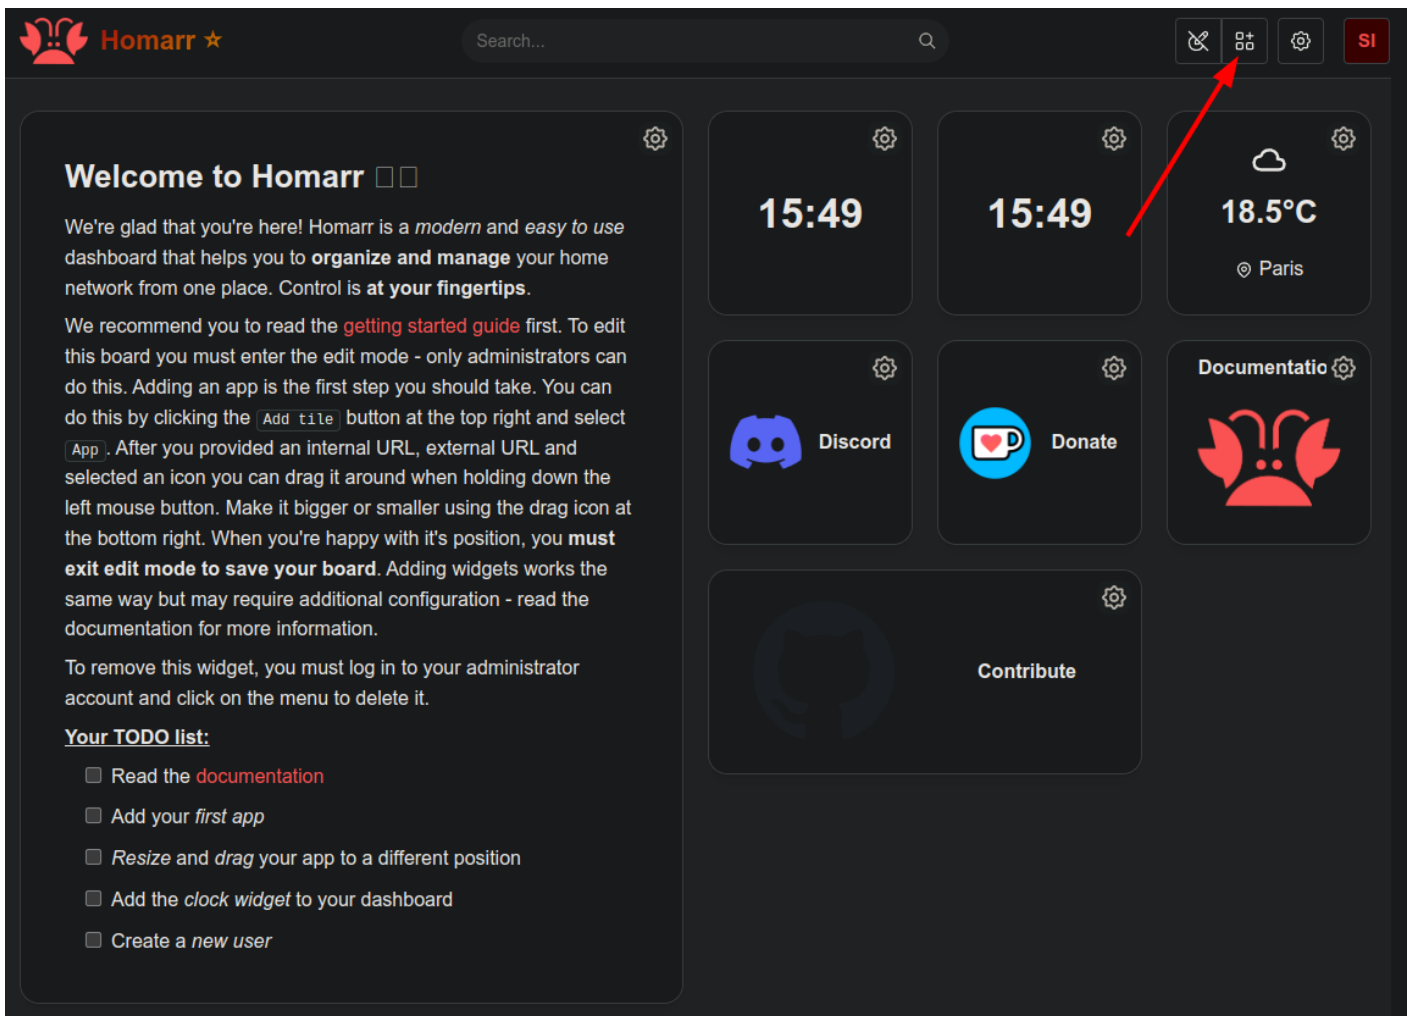 Homarr
Search...
SI
Welcome to Homarr
We're glad that you're here! Homarr is a modern and easy to use
dashboard that helps you to organize and manage your home
network from one place. Control is at your fingertips.
We recommend you to read the getting started guide first. To edit
this board you must enter the edit mode - only administrators can
do this. Adding an app is the first step you should take. You can
do this by clicking the Add tile button at the top right and select
App. After you provided an internal URL, external URL and
selected an icon you can drag it around when holding down the
left mouse button. Make it bigger or smaller using the drag icon at
the bottom right. When you're happy with it's position, you must
exit edit mode to save your board. Adding widgets works the
same way but may require additional configuration - read the
documentation for more information.
To remove this widget, you must log in to your administrator
account and click on the menu to delete it.
Your TODO list:
Read the documentation
Add your first app
Resize and drag your app to a different position
Add the clock widget to your dashboard
Create a new user
15:49
15:49
18.5°C
Paris
Discord
Donate
Documentatio
Contribute